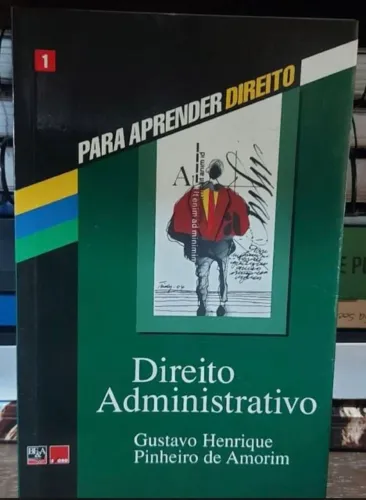 1
PARA APRENDER DIREITO
Direito
Administrativo
Gustavo Henrique
Pinheiro de Amorim